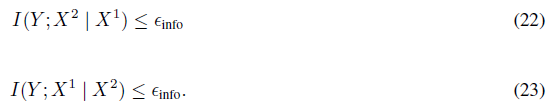 I(Y; X² | X¹) ≤ ϵ_info (22)
I(Y; X¹ | X²) ≤ ϵ_info. (23)